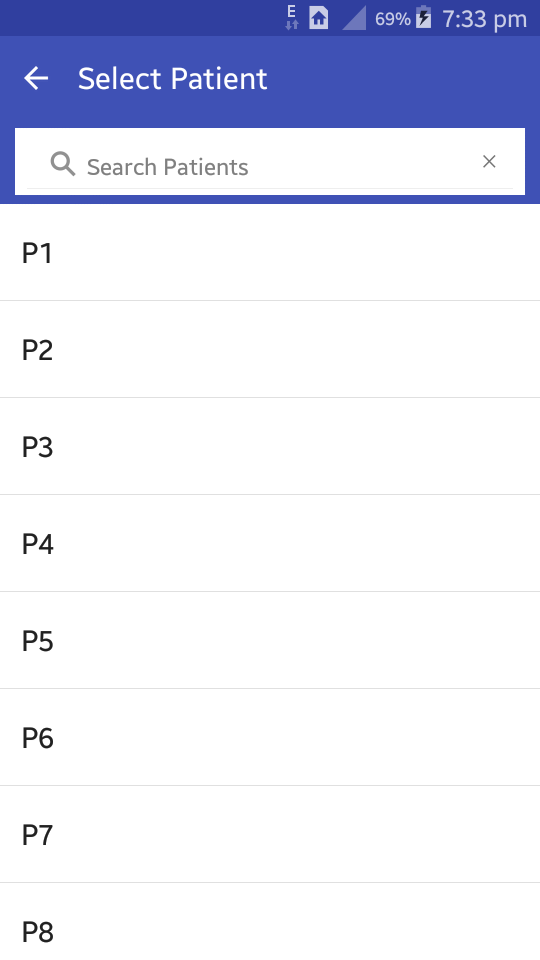 E 69% 7:33 pm
Select Patient
Search Patients
P1
P2
P3
P4
P5
P6
P7
P8